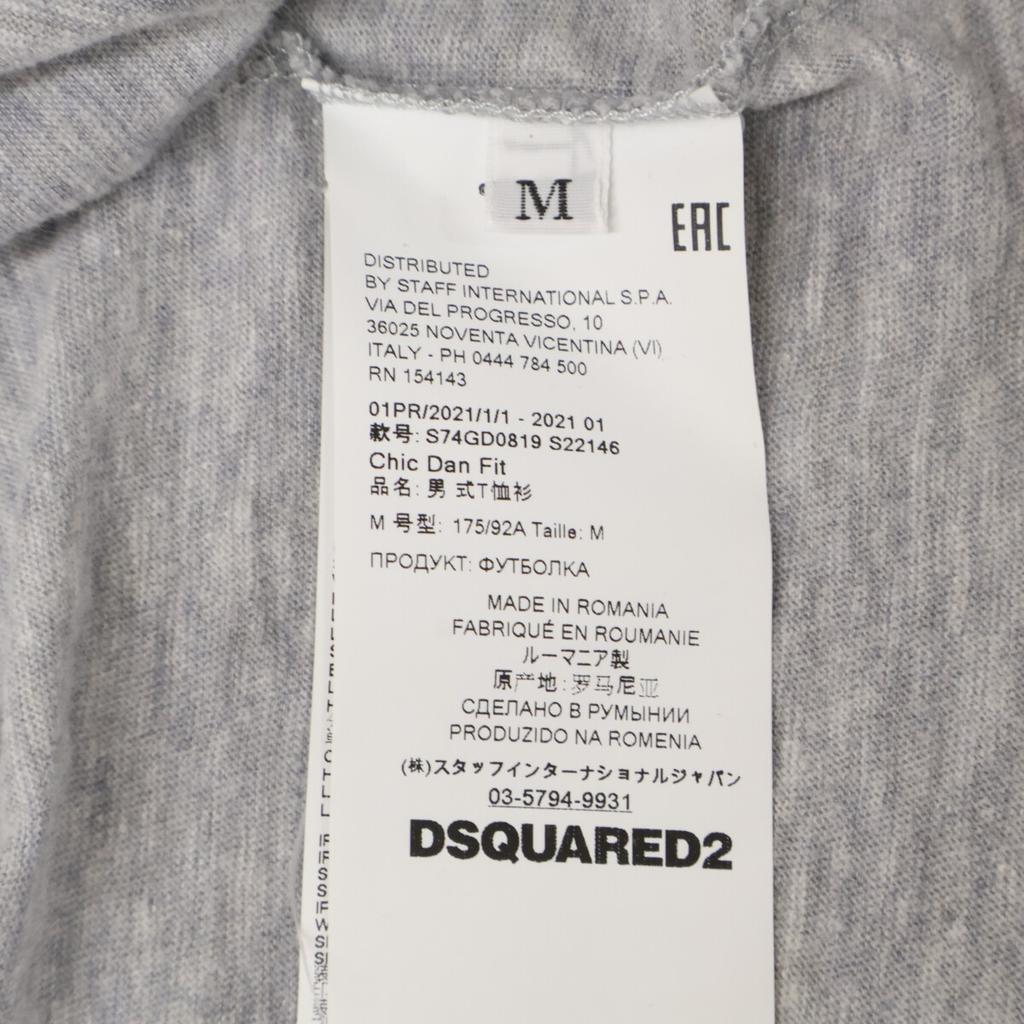 M
EAC
DISTRIBUTED
BY STAFF INTERNATIONAL S.P.A.
VIA DEL PROGRESSO, 10
36025 NOVENTA VICENTINA (VI)
ITALY - PH 0444 784 500
RN 154143
01PR/2021/1/1 - 2021 01
款号: S74GD0819 S22146
Chic Dan Fit
品名: 男 式T恤衫
M 号型: 175/92A Taille: M
ПРОДУКТ: ФУТБОЛКА
MADE IN ROMANIA
FABRIQUÉ EN ROUMANIE
ルーマニア製
原产地: 罗马尼亚
СДЕЛАНО В РУМЫНИИ
PRODUZIDO NA ROMENIA
(株)スタッフインターナショナルジャパン
03-5794-9931
DSQUARED2